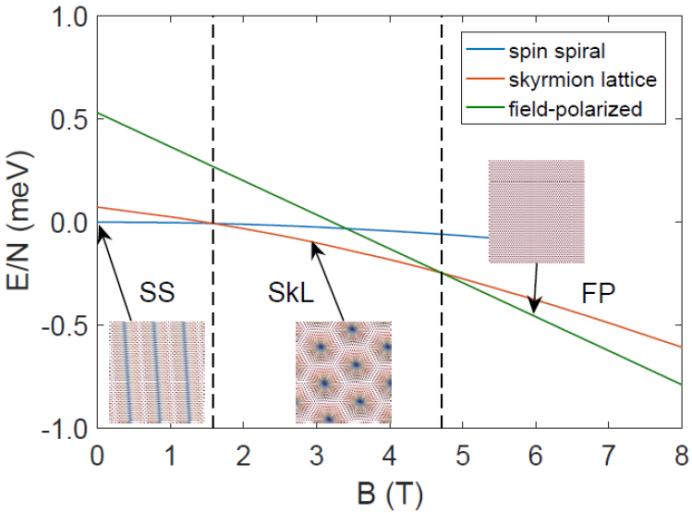 1.0
0.5
0.0
-0.5
-1.0
E/N (meV)
spin spiral
skyrmion lattice
field-polarized
SS
SkL
FP
0 1 2 3 4 5 6 7 8
B (T)